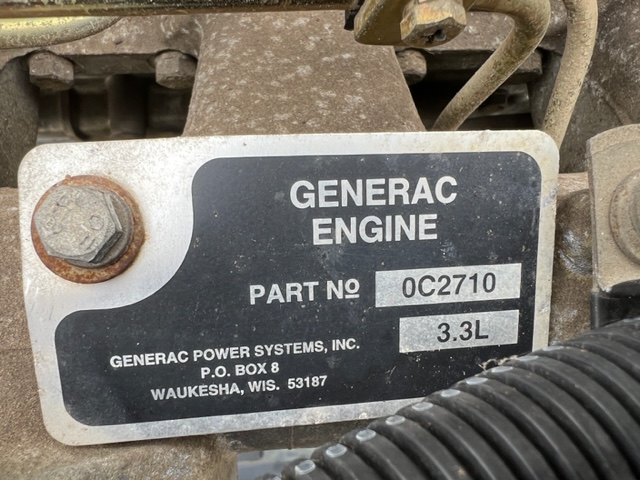 GENERAC
ENGINE
PART Nº 0C2710
3.3L
GENERAC POWER SYSTEMS, INC.
P.O. BOX 8
WAUKESHA, WIS. 53187